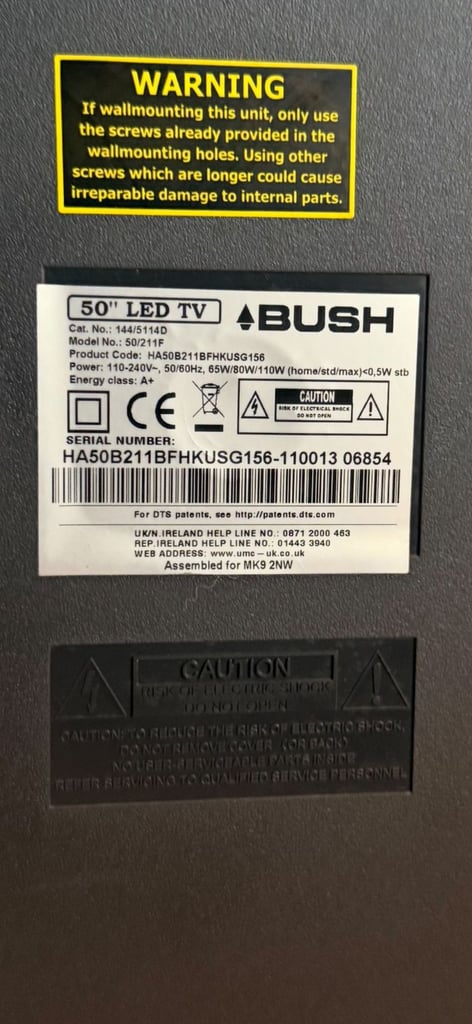 WARNING
If wallmounting this unit, only use
the screws already provided in the
wallmounting holes. Using other
screws which are longer could cause
irreparable damage to internal parts.
50" LED TV
BUSH
Cat. No.: 144/5114D
Model No.: 50/211F
Product Code: HA50B211BFHKUSG156
Power: 110-240V~, 50/60Hz, 65W/80W/110W (home/std/max)<0,5W stb
Energy class: A+
CE
CAUTION
RISK OF ELECTRICAL SHOCK
DO NOT OPEN
SERIAL NUMBER:
HA50B211BFHKUSG156-110013 06854
For DTS patents, see http://patents.dts.com
UK/N.IRELAND HELP LINE NO.: 0871 2000 463
REP.IRELAND HELP LINE NO.: 01443 3940
WEB ADDRESS: www.umc-uk.co.uk
Assembled for MK9 2NW
CAUTION
RISK OF ELECTRIC SHOCK
DO NOT OPEN
CAUTION: TO REDUCE THE RISK OF ELECTRIC SHOCK,
DO NOT REMOVE COVER (OR BACK)
NO USER-SERVICEABLE PARTS INSIDE
REFER SERVICING TO QUALIFIED SERVICE PERSONNEL